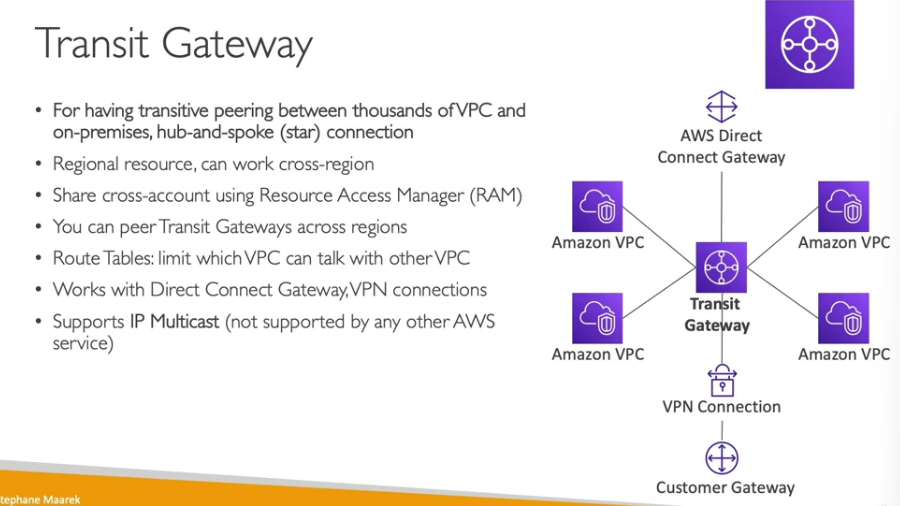 Transit Gateway
• For having transitive peering between thousands of VPC and
on-premises, hub-and-spoke (star) connection
• Regional resource, can work cross-region
• Share cross-account using Resource Access Manager (RAM)
• You can peer Transit Gateways across regions
• Route Tables: limit which VPC can talk with other VPC
• Works with Direct Connect Gateway, VPN connections
• Supports IP Multicast (not supported by any other AWS
service)
AWS Direct
Connect Gateway
Amazon VPC
Amazon VPC
Transit
Gateway
Amazon VPC
Amazon VPC
VPN Connection
Customer Gateway
tephane Maarek